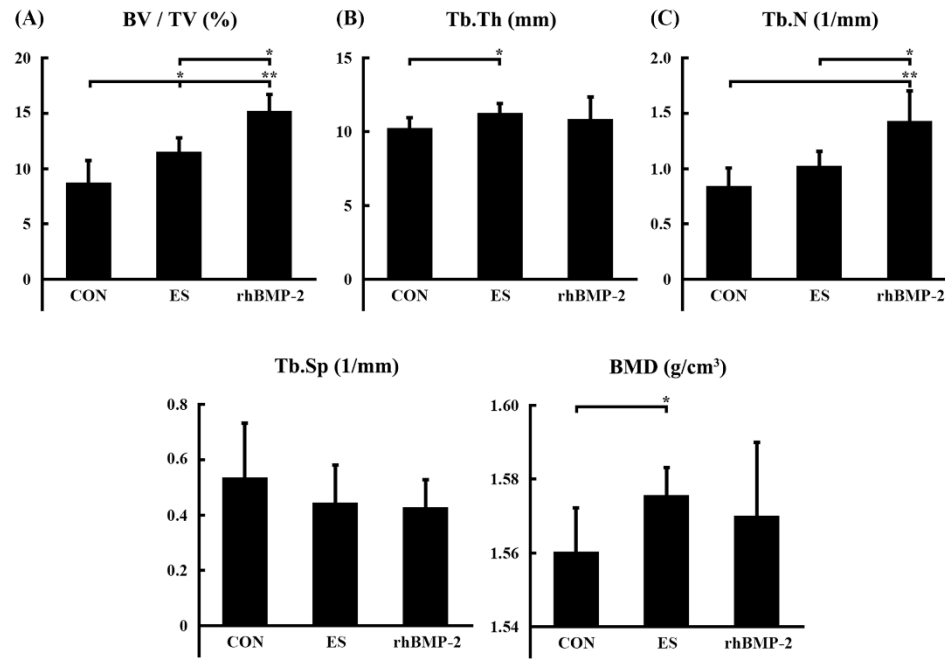 (A) BV / TV (%)
(B) Tb.Th (mm)
(C) Tb.N (1/mm)
20
15
10
5
0
*
* **
CON ES rhBMP-2
15
10
5
0
*
CON ES rhBMP-2
2.0
1.5
1.0
0.5
0
*
**
CON ES rhBMP-2
Tb.Sp (1/mm)
0.8
0.6
0.4
0.2
0
CON ES rhBMP-2
BMD (g/cm³)
1.60
1.58
1.56
1.54
*
CON ES rhBMP-2